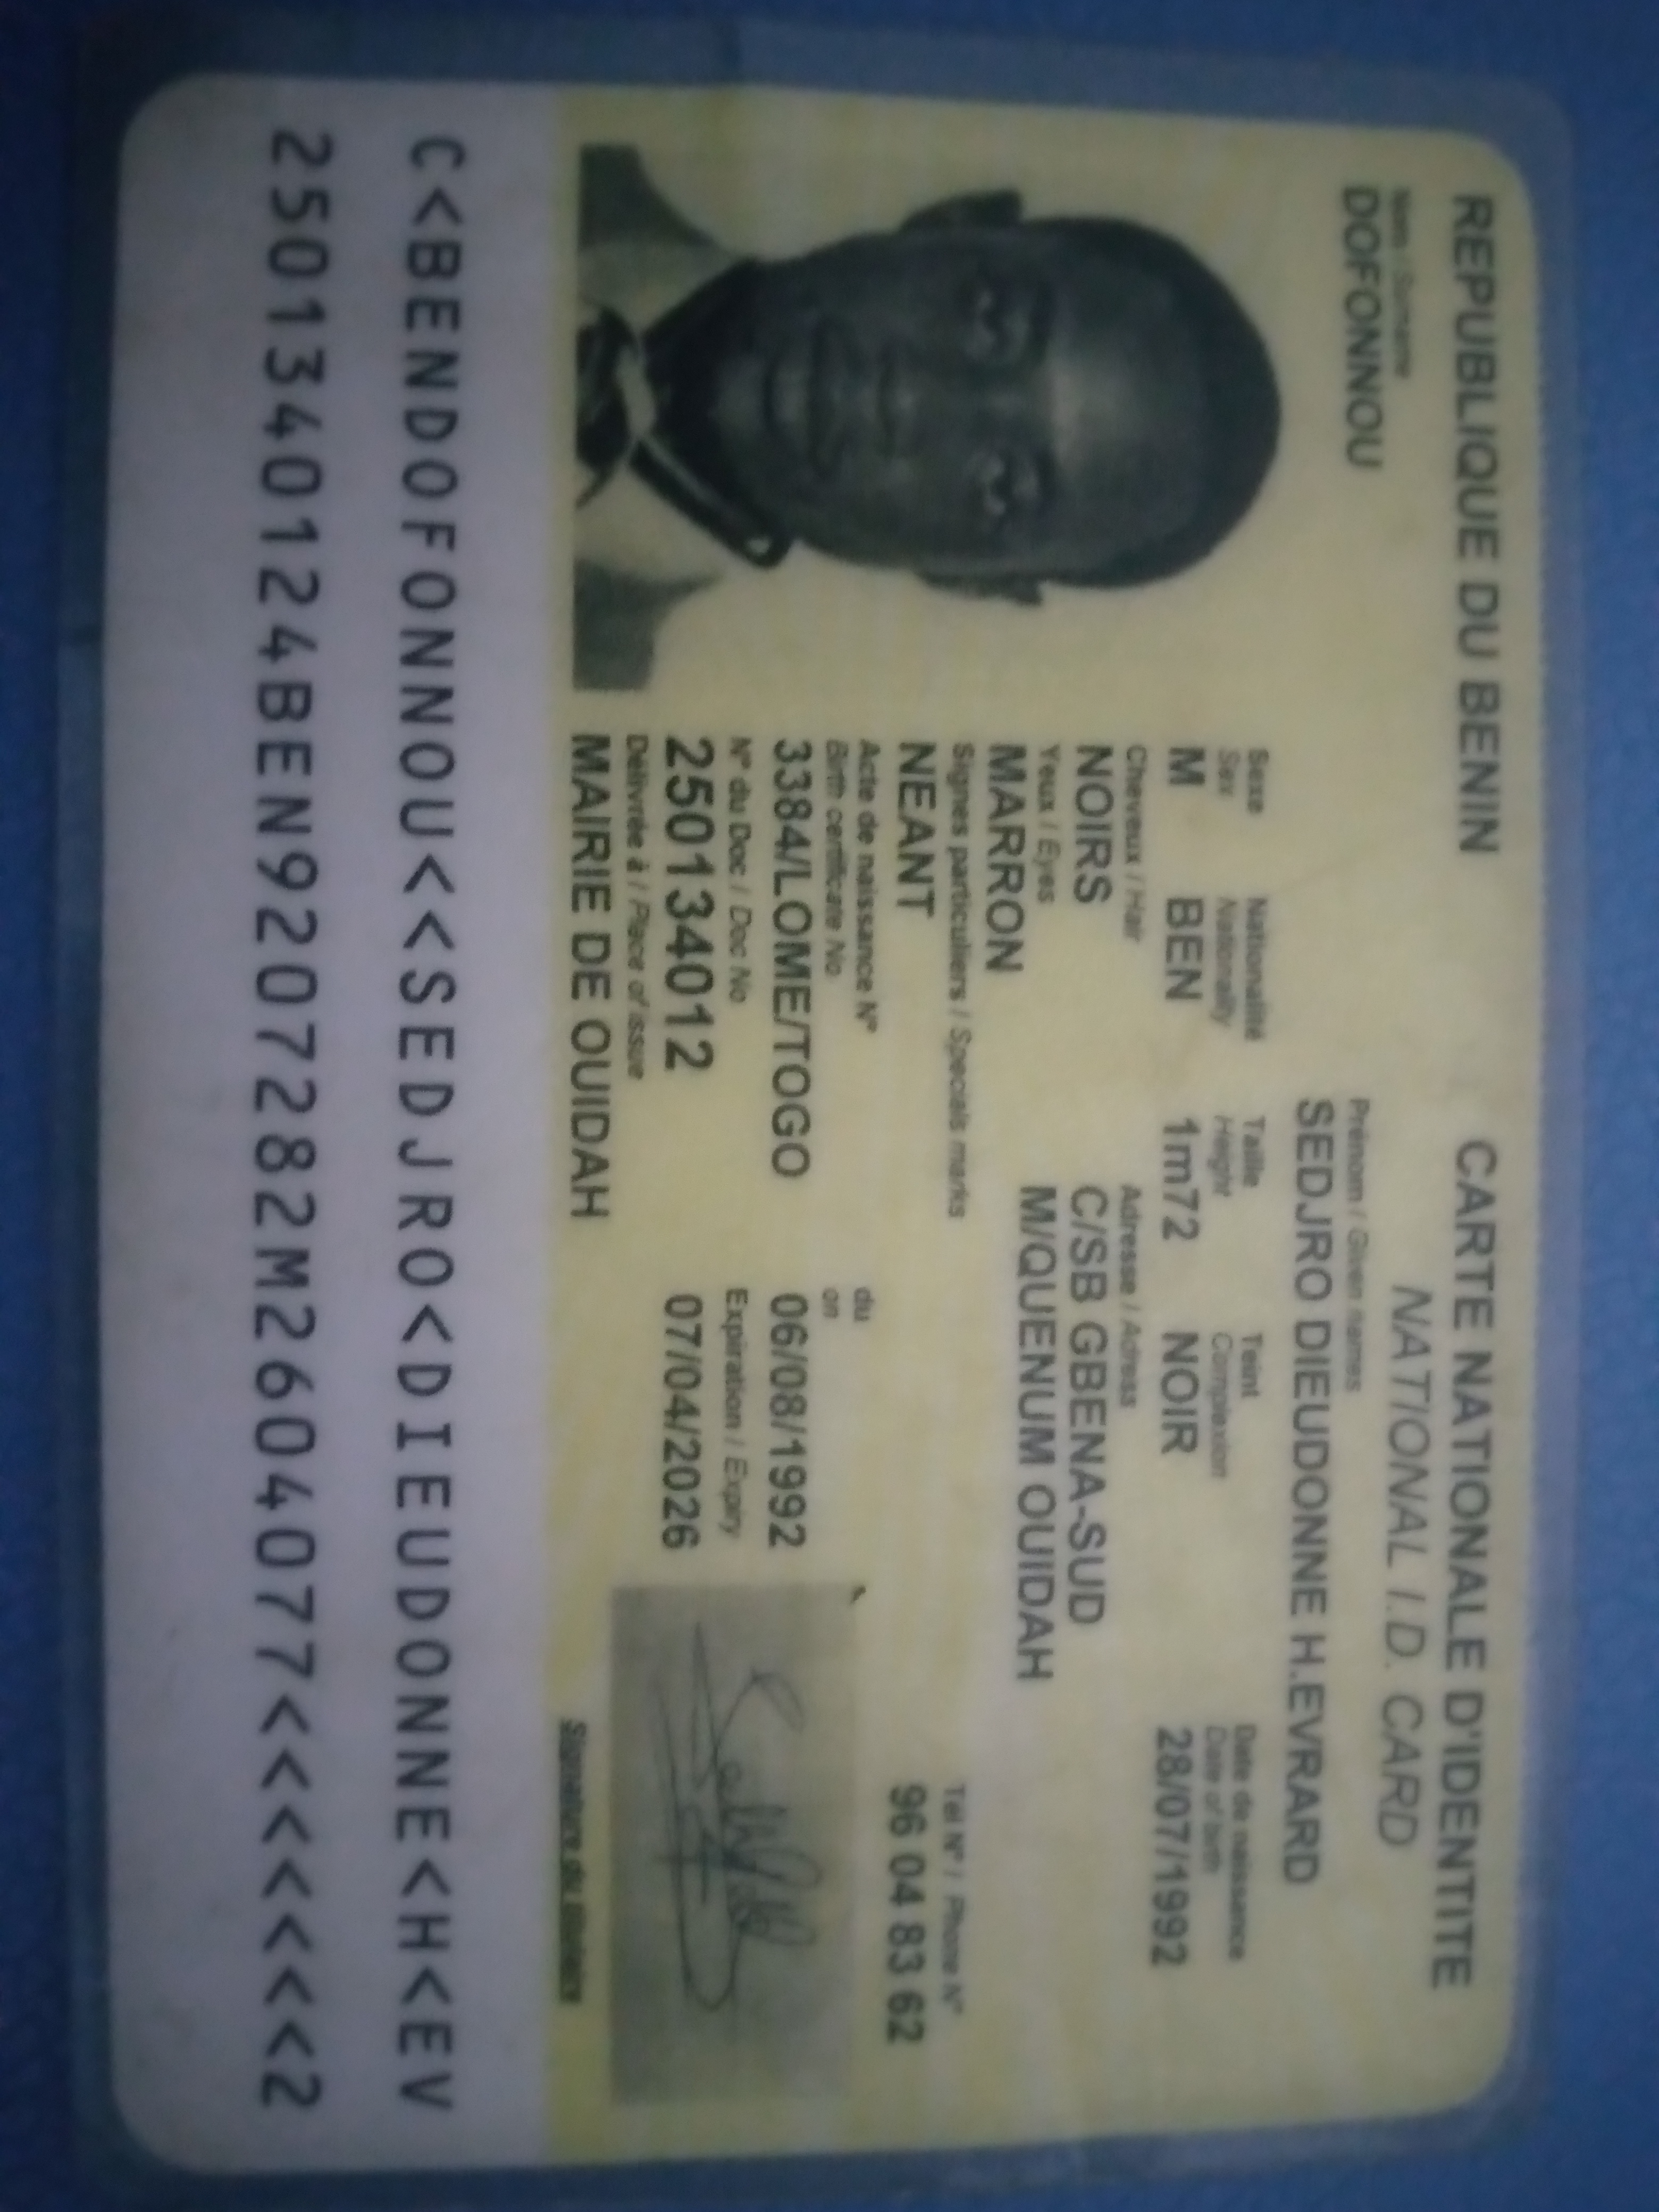 REPUBLIQUE DU BENIN
CARTE NATIONALE D'IDENTITE
NATIONAL I.D. CARD
Nom / Surname
DOFONNOU
Prénom / Given names
SEDJRO DIEUDONNE H.EVRARD
Sexe Nationalité Taille Teint Date de naissance
Sex Nationality Height Complexion Date of birth
M BEN 1m72 NOIR 28/07/1992
Cheveux / Hair Adresse / Adress
NOIRS C/SB GBENA-SUD
Yeux / Eyes M/QUENUM OUIDAH
MARRON
Signes particuliers / Specials marks Tél N° / Phone N°
NEANT 96 04 83 62
Acte de naissance N° du
Birth certificate No on
3384/LOME/TOGO 06/08/1992
N° du Doc / Doc No Expiration / Expiry
250134012 07/04/2026
Délivrée à / Place of issue
MAIRIE DE OUIDAH
Signature du titulaire
C<BENDOFONNOU<<SEDJRO<DIEUDONNE<H<EV
2501340124BEN9207282M2604077<<<<<<<2